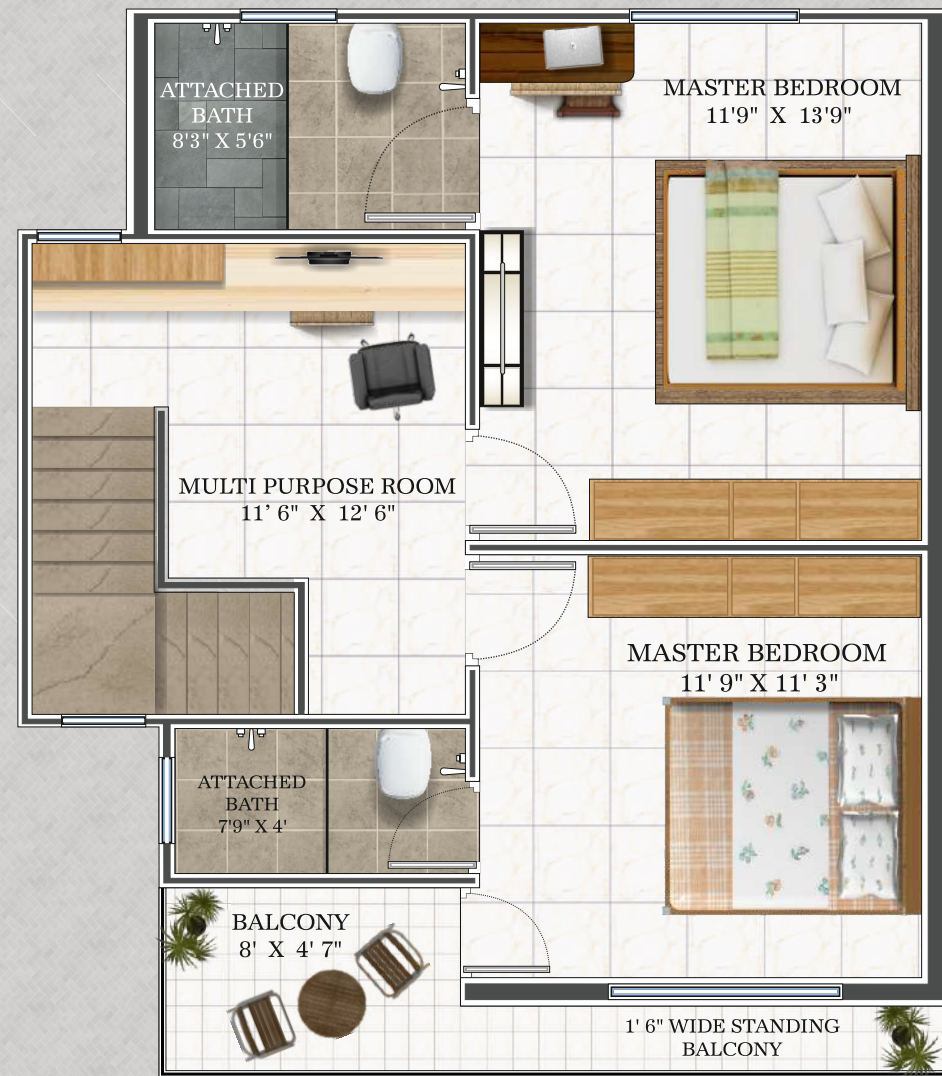 ATTACHED
BATH
8'3" X 5'6"
MASTER BEDROOM
11'9" X 13'9"
MULTI PURPOSE ROOM
11’ 6" X 12' 6"
MASTER BEDROOM
11' 9" X 11' 3"
ATTACHED
BATH
7'9" X 4'
BALCONY
8' X 4' 7"
1' 6" WIDE STANDING
BALCONY